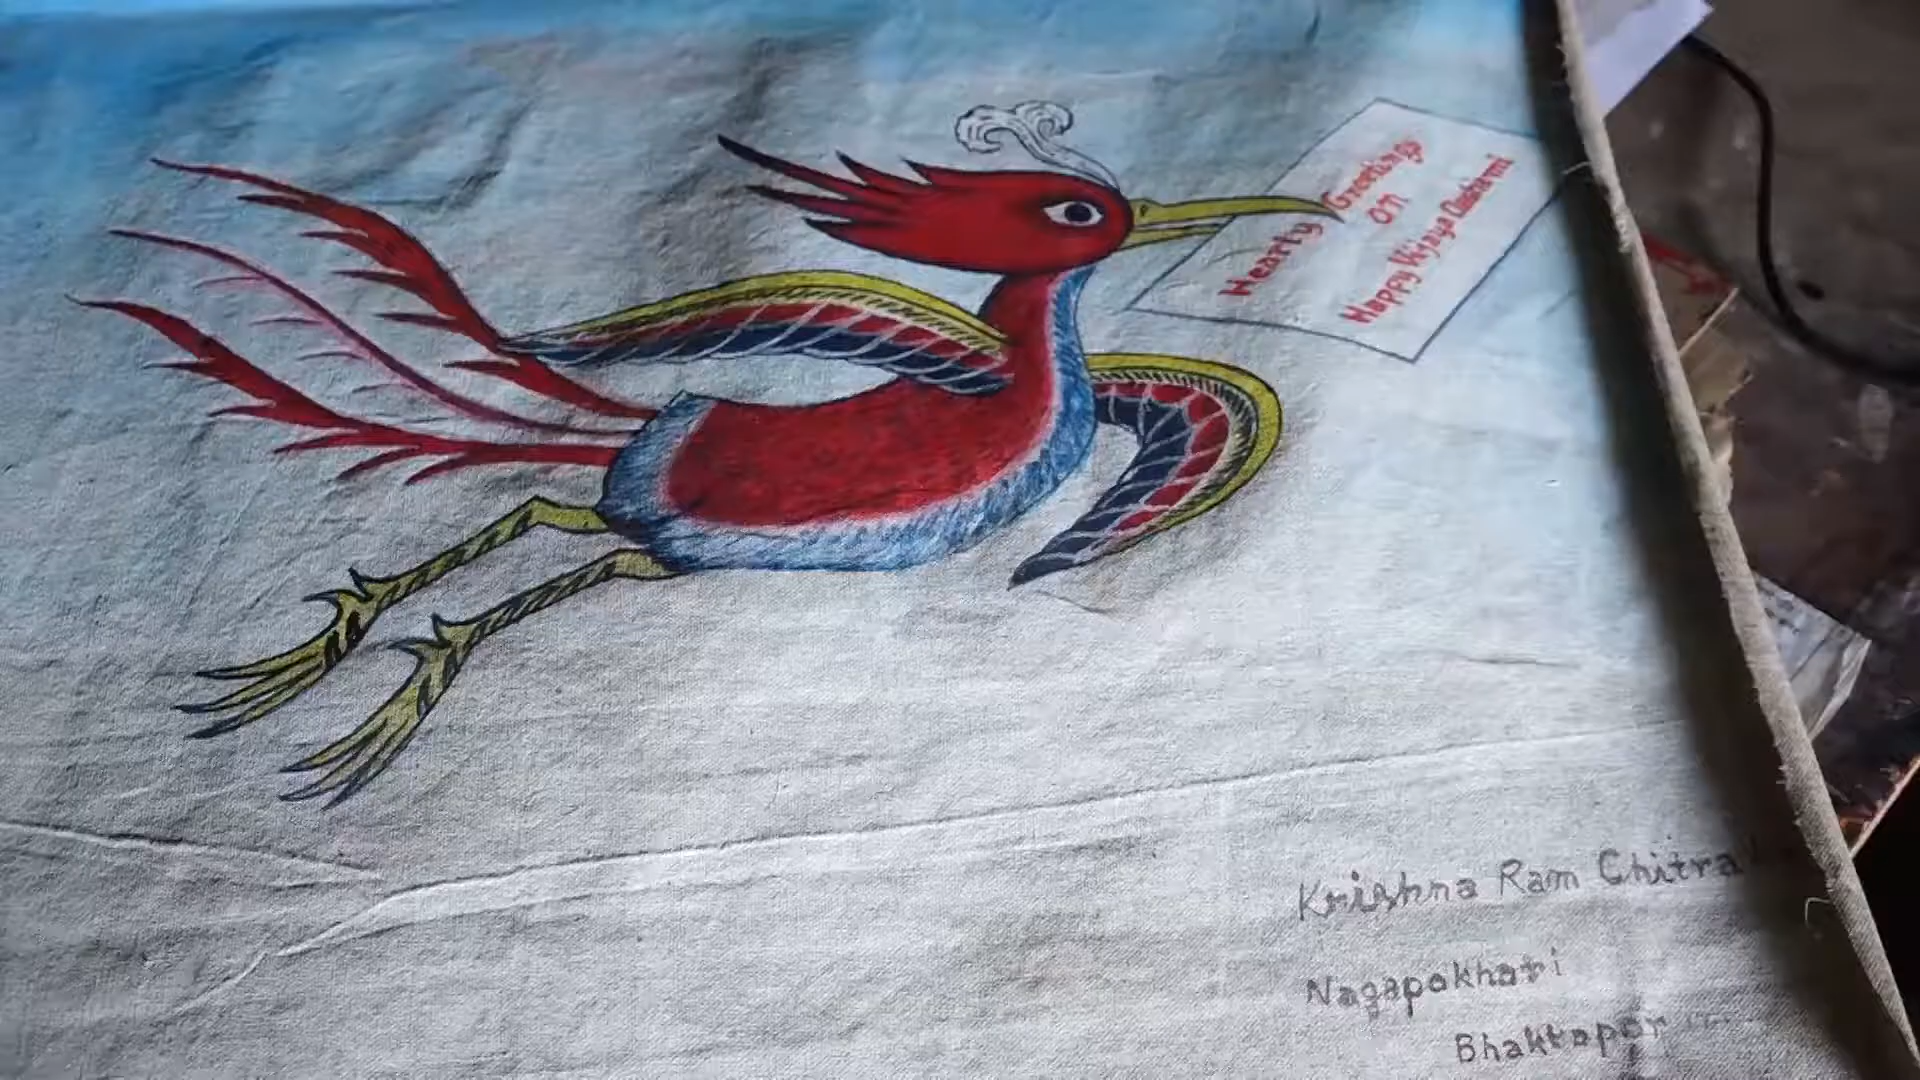 Hearty Greetings
on
Happy Vijaya Dashami
Krishna Ram Chitra
Nagapokhari
Bhaktapur